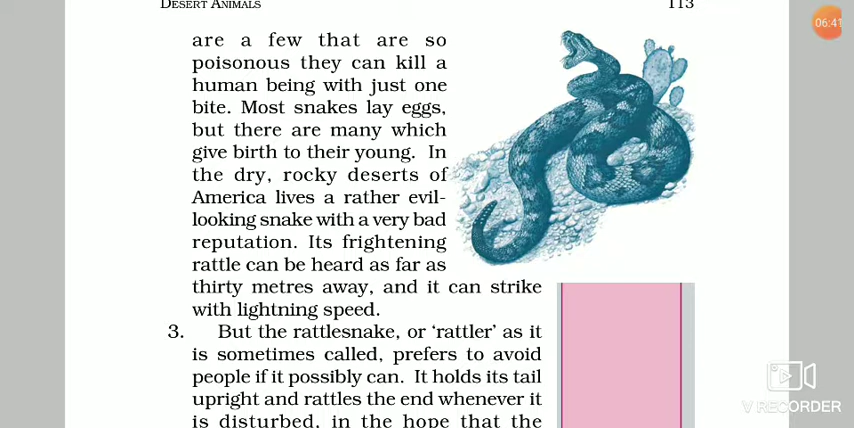 DESERT ANIMALS 113
06:41
are a few that are so
poisonous they can kill a
human being with just one
bite. Most snakes lay eggs,
but there are many which
give birth to their young. In
the dry, rocky deserts of
America lives a rather evil-
looking snake with a very bad
reputation. Its frightening
rattle can be heard as far as
thirty metres away, and it can strike
with lightning speed.
3. But the rattlesnake, or ‘rattler’ as it
is sometimes called, prefers to avoid
people if it possibly can. It holds its tail
upright and rattles the end whenever it
is disturbed, in the hope that the
V RECORDER